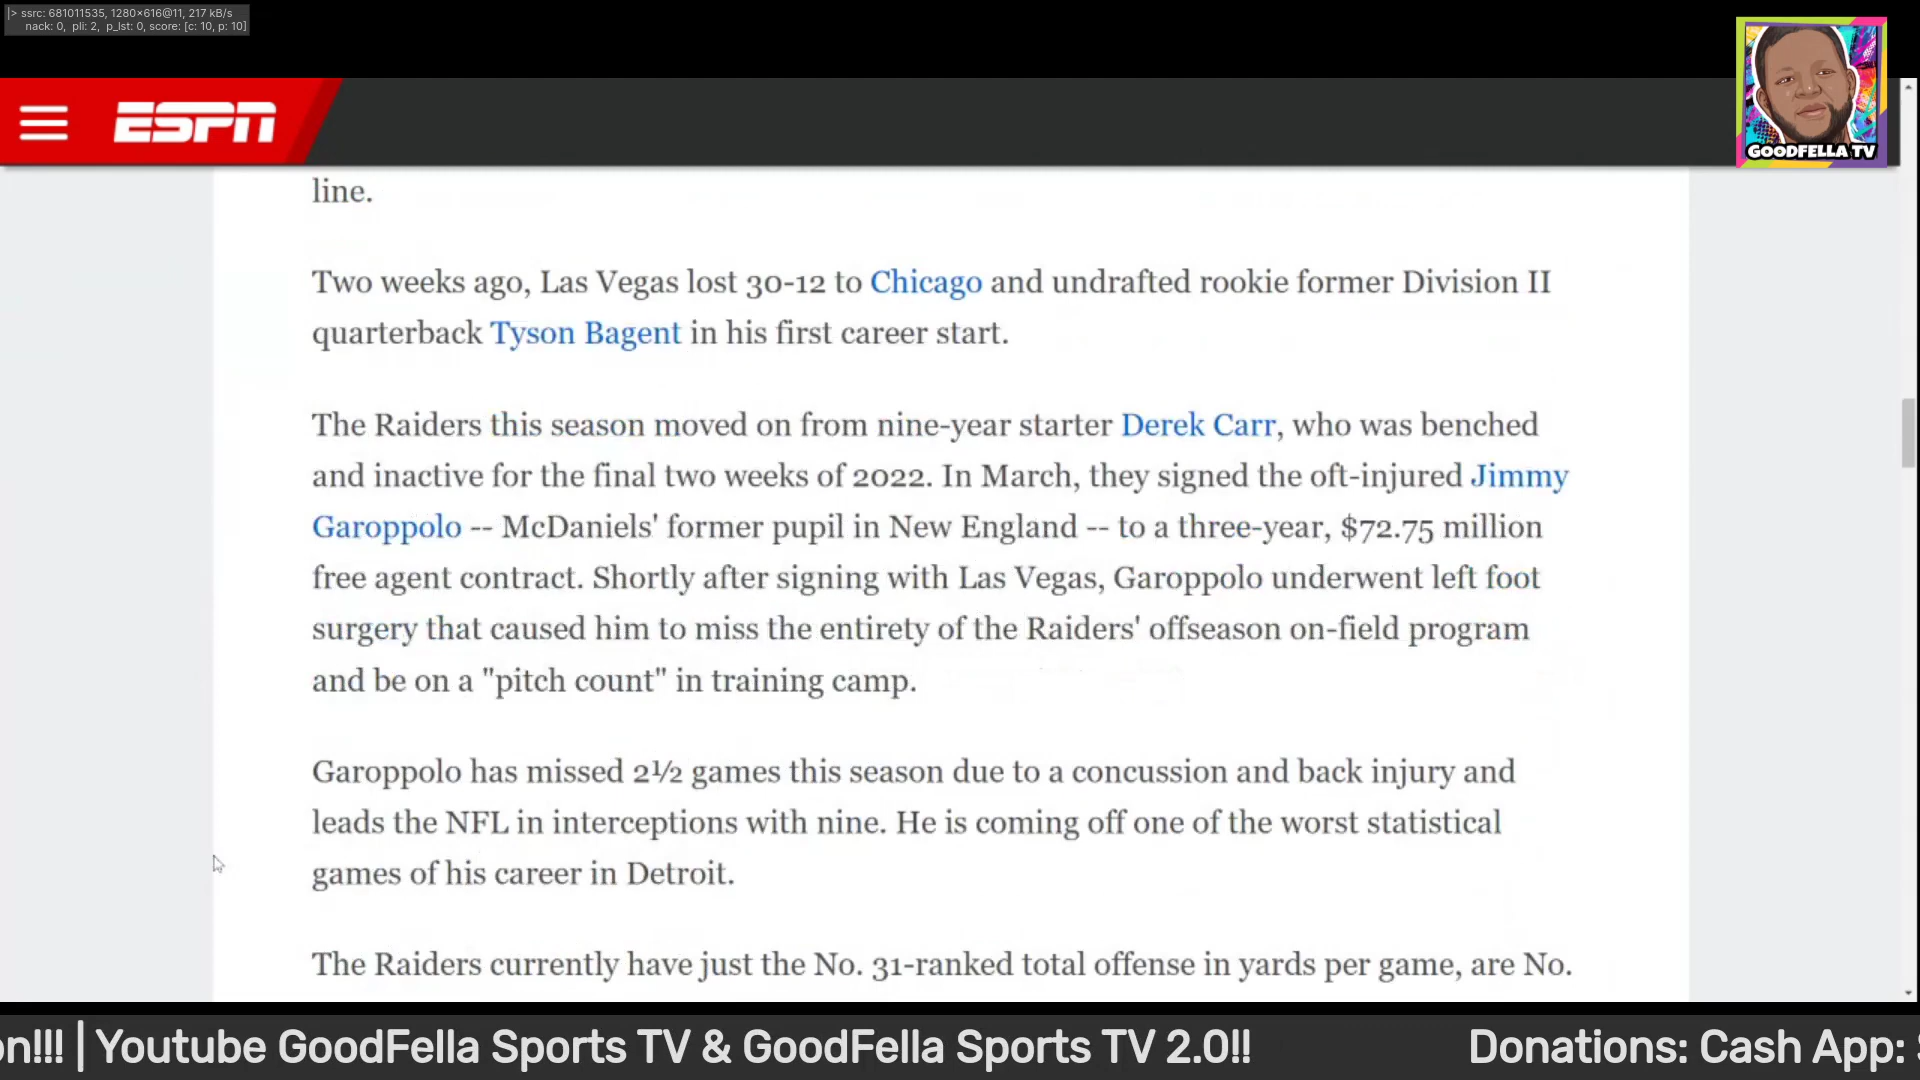 |> ssrc: 681011535, 1280×616@11, 217 kB/s
nack: 0, pli: 2, p_lst: 0, score: [c: 10, p: 10]
GOODFELLA TV
ESPN
line.
Two weeks ago, Las Vegas lost 30-12 to Chicago and undrafted rookie former Division II
quarterback Tyson Bagent in his first career start.
The Raiders this season moved on from nine-year starter Derek Carr, who was benched
and inactive for the final two weeks of 2022. In March, they signed the oft-injured Jimmy
Garoppolo -- McDaniels' former pupil in New England -- to a three-year, $72.75 million
free agent contract. Shortly after signing with Las Vegas, Garoppolo underwent left foot
surgery that caused him to miss the entirety of the Raiders' offseason on-field program
and be on a "pitch count" in training camp.
Garoppolo has missed 2½ games this season due to a concussion and back injury and
leads the NFL in interceptions with nine. He is coming off one of the worst statistical
games of his career in Detroit.
The Raiders currently have just the No. 31-ranked total offense in yards per game, are No.
on!!! | Youtube GoodFella Sports TV & GoodFella Sports TV 2.0!! Donations: Cash App: